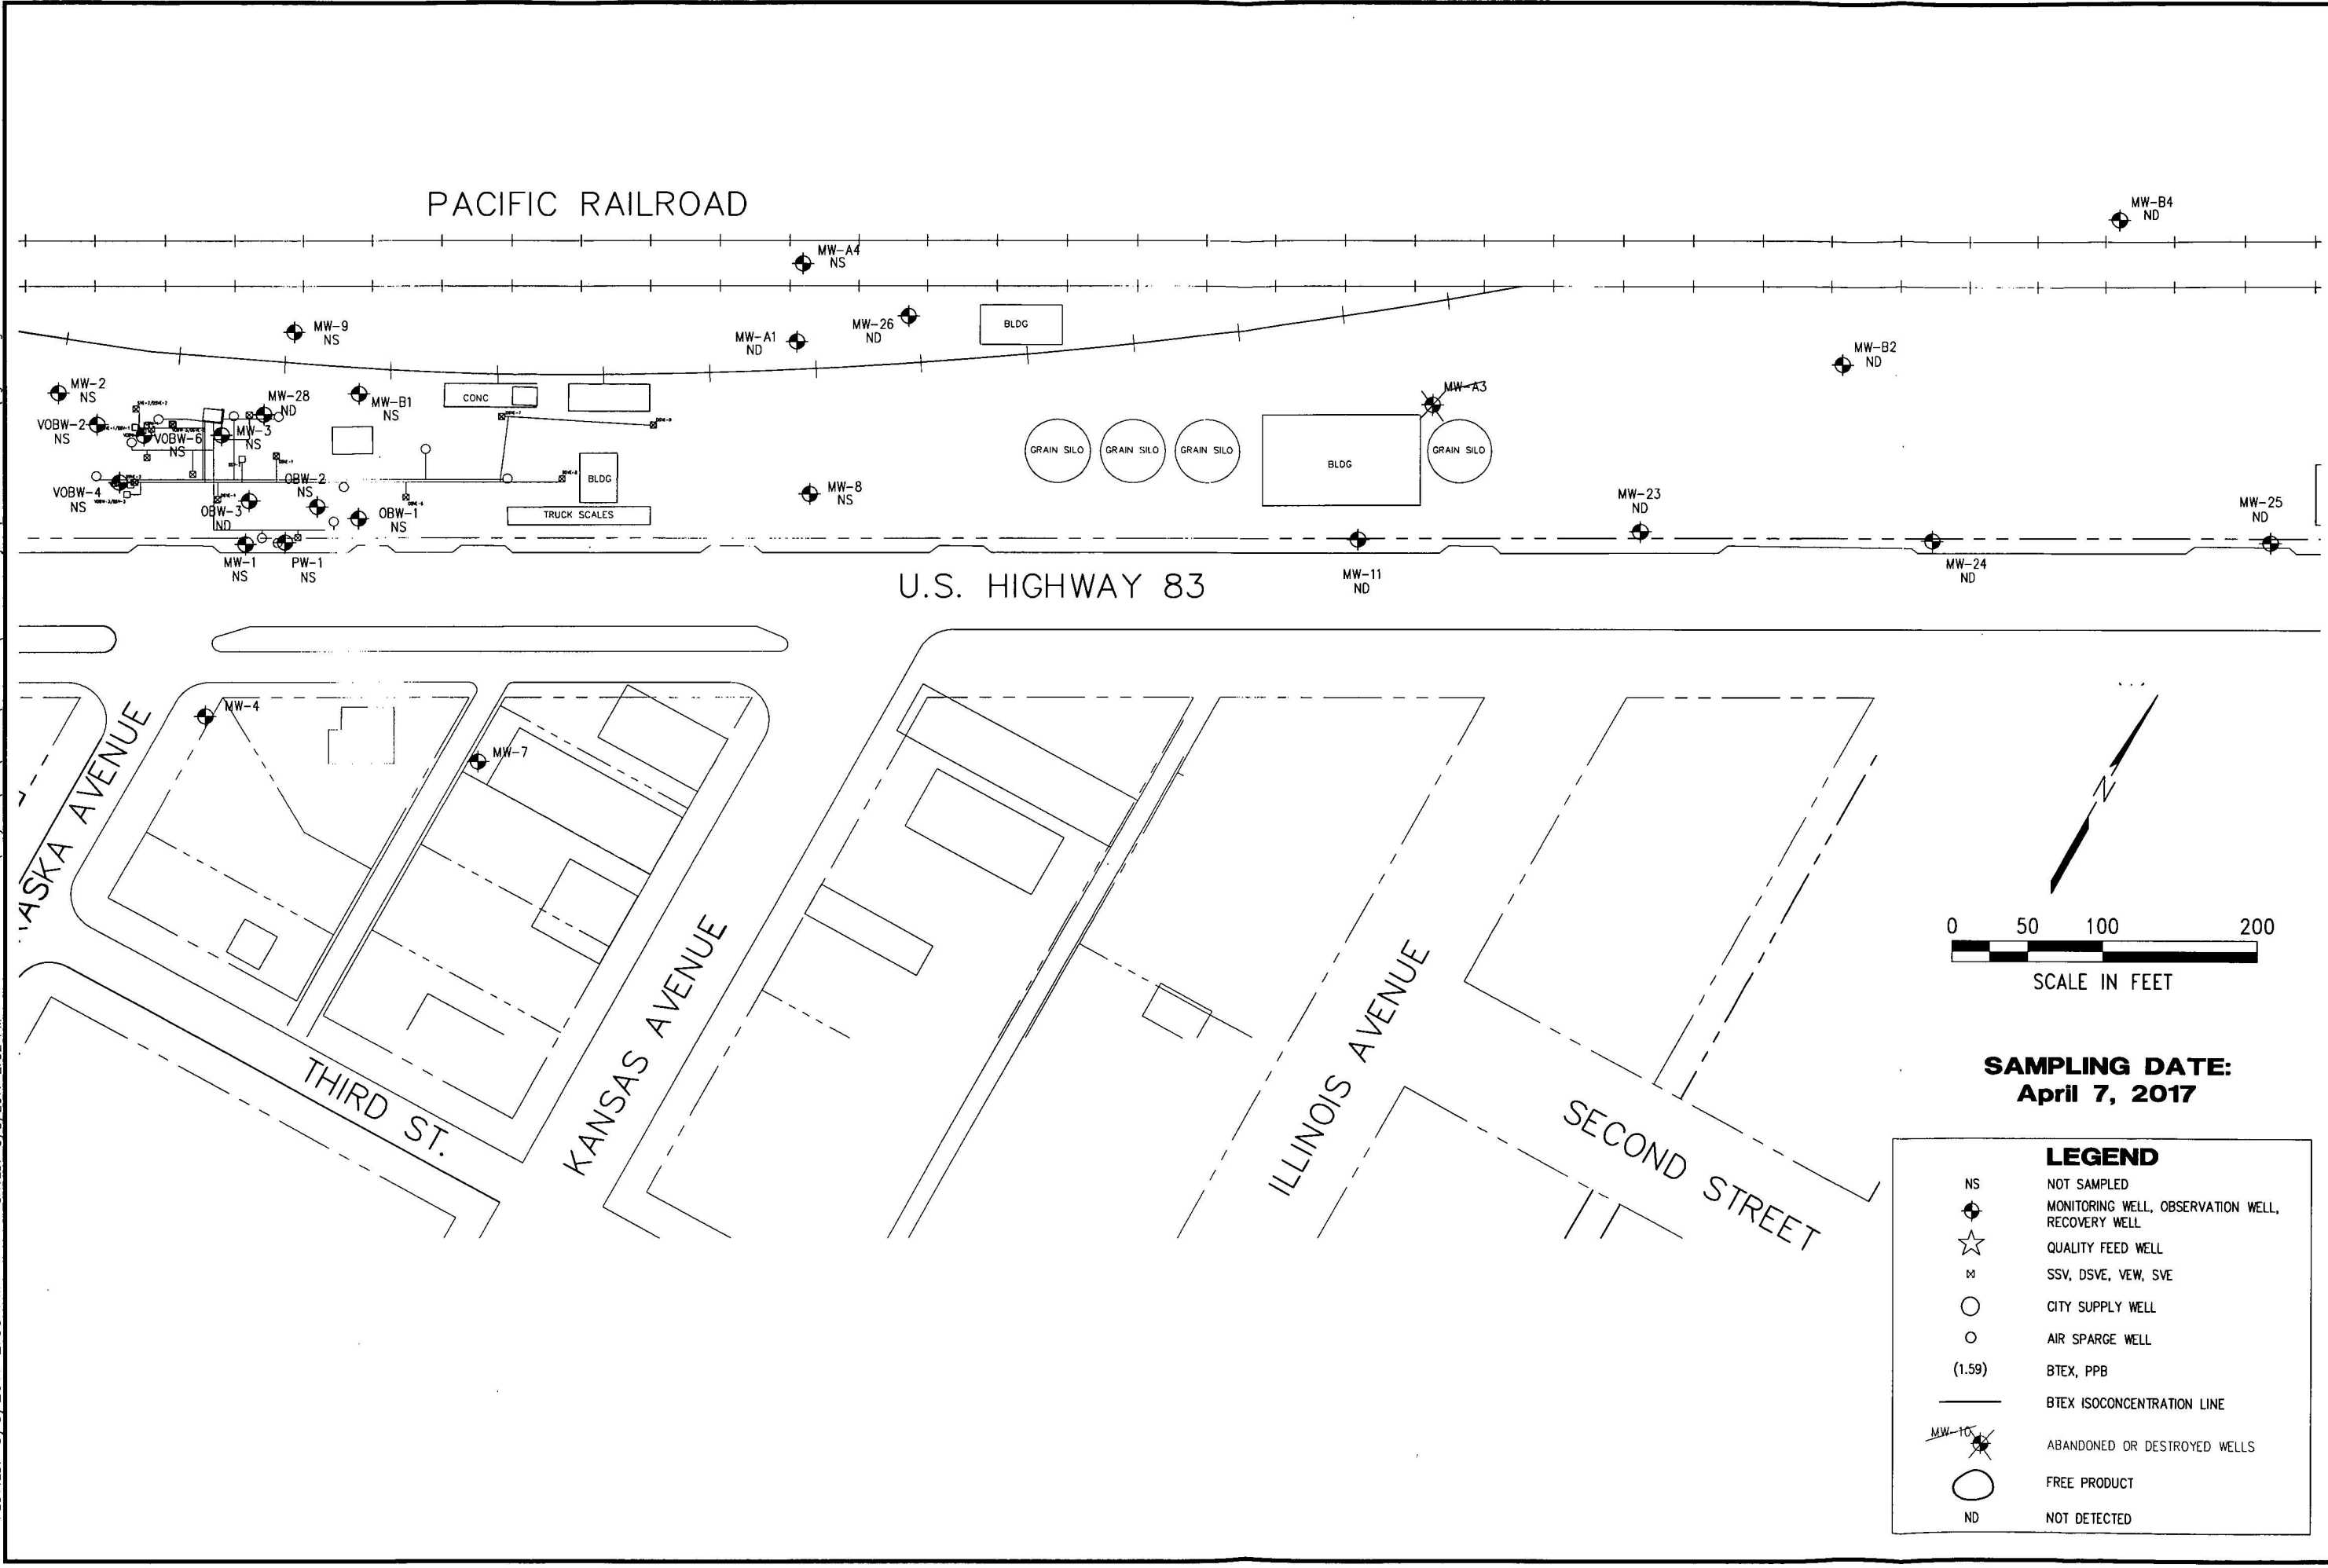 PACIFIC RAILROAD
MW-B4
ND
MW-A4
NS
MW-9
NS
MW-A1
ND
MW-26
ND
BLDG
MW-B2
ND
MW-2
NS
MW-28
ND
MW-B1
NS
CONC
MW-A3
VOBW-2
NS
VOBW-6
NS
MW-3
NS
GRAIN SILO
GRAIN SILO
GRAIN SILO
BLDG
GRAIN SILO
VOBW-4
NS
OBW-2
NS
BLDG
MW-8
NS
MW-23
ND
MW-25
ND
OBW-3
ND
OBW-1
NS
TRUCK SCALES
MW-1
NS
PW-1
NS
MW-11
ND
MW-24
ND
U.S. HIGHWAY 83
MW-4
MW-7
ASKA AVENUE
THIRD ST.
KANSAS AVENUE
ILLINOIS AVENUE
SECOND STREET
N
0 50 100 200
SCALE IN FEET
SAMPLING DATE:
April 7, 2017
LEGEND
NS NOT SAMPLED
MONITORING WELL, OBSERVATION WELL,
RECOVERY WELL
QUALITY FEED WELL
SSV, DSVE, VEW, SVE
CITY SUPPLY WELL
AIR SPARGE WELL
(1.59) BTEX, PPB
BTEX ISOCONCENTRATION LINE
MW-10 ABANDONED OR DESTROYED WELLS
FREE PRODUCT
ND NOT DETECTED